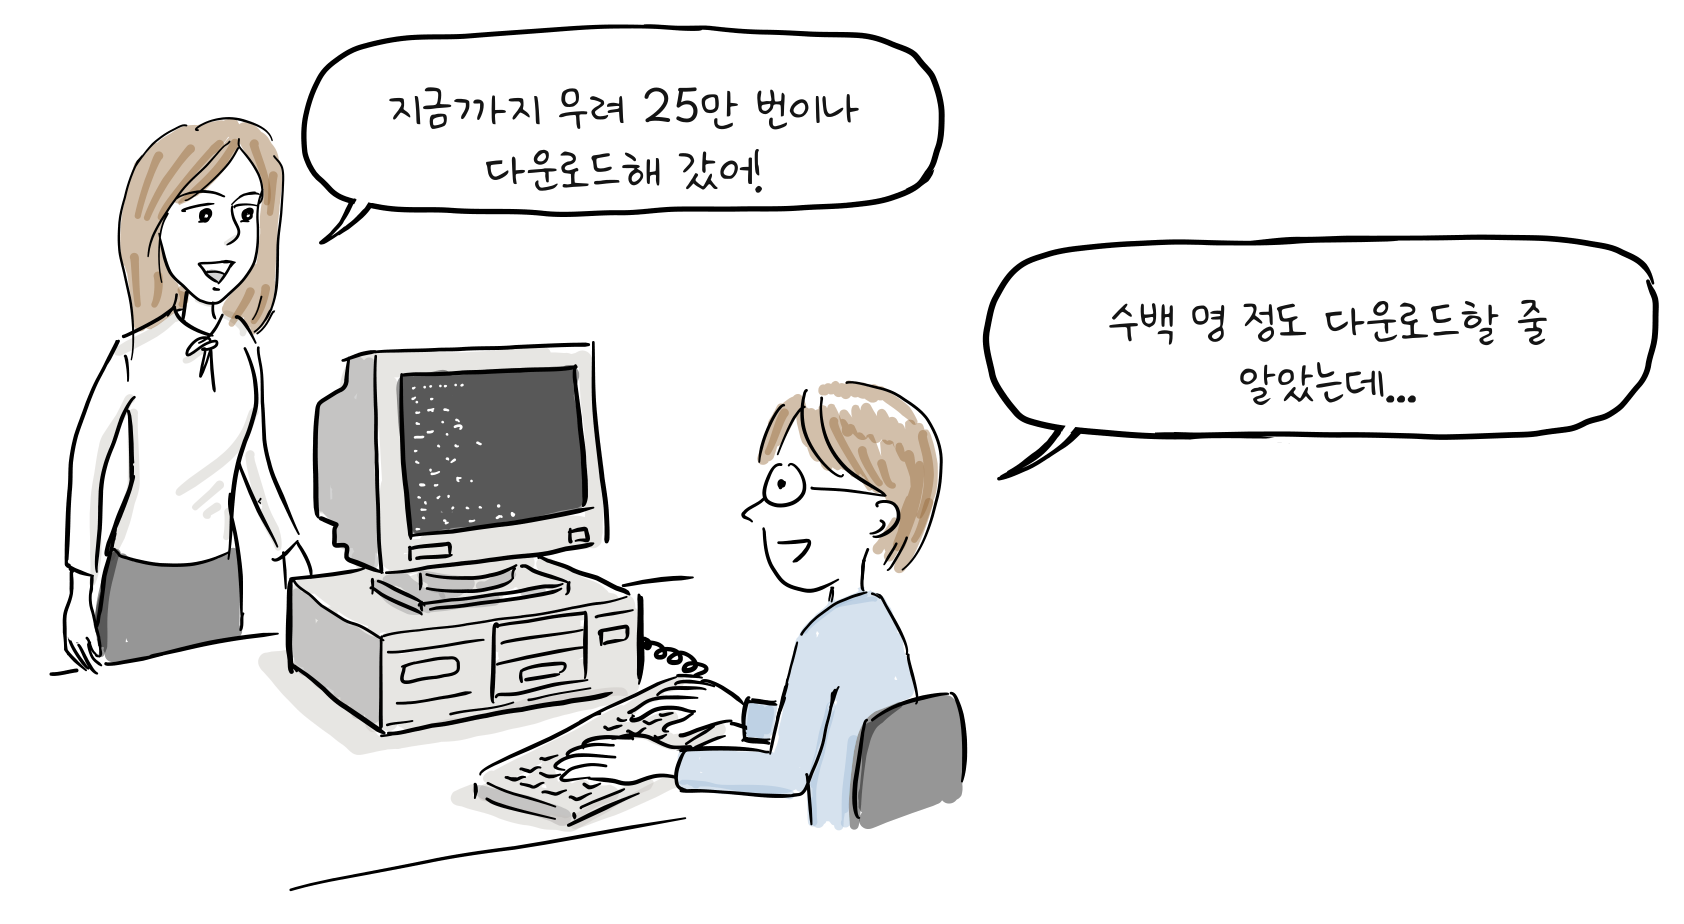 지금까지 무려 25만 번이나
다운로드해 갔어!
수백 명 정도 다운로드할 줄
알았는데...